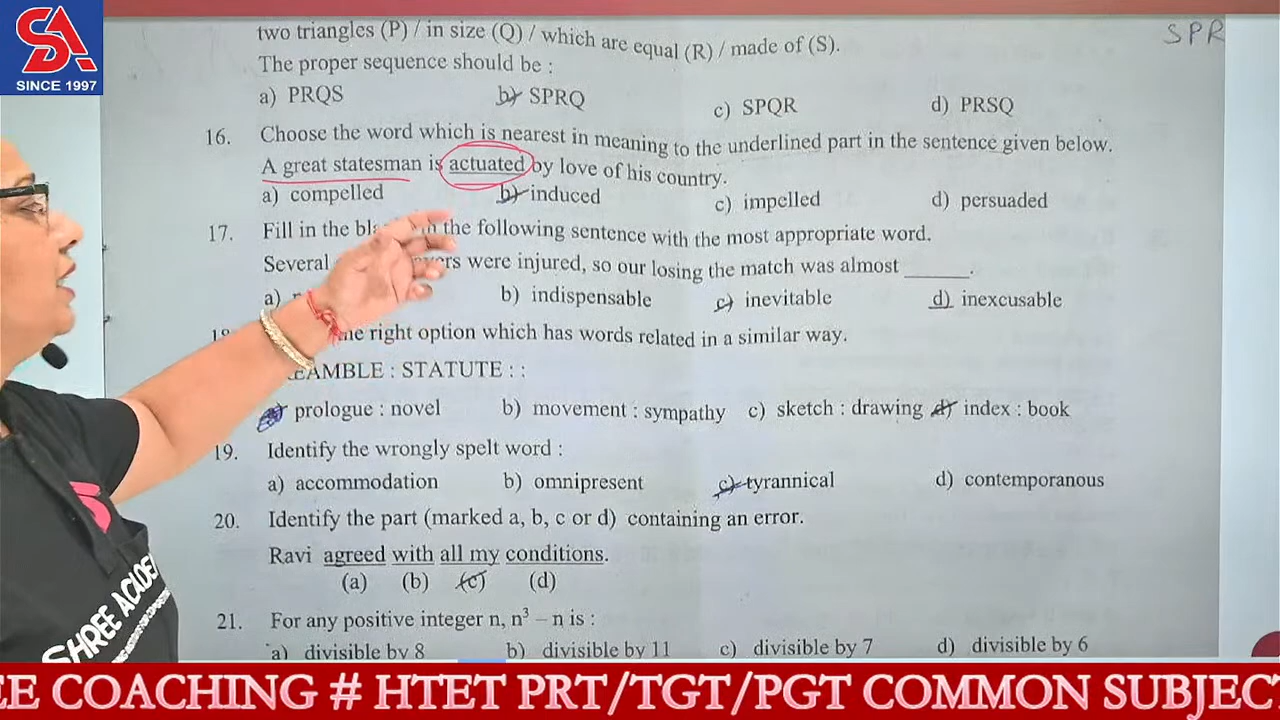 SA
SINCE 1997
SPR
two triangles (P) / in size (Q) / which are equal (R) / made of (S).
The proper sequence should be :
a) PRQS b) SPRQ c) SPQR d) PRSQ
16. Choose the word which is nearest in meaning to the underlined part in the sentence given below.
A great statesman is actuated by love of his country.
a) compelled b) induced c) impelled d) persuaded
17. Fill in the the following sentence with the most appropriate word.
Several were injured, so our losing the match was almost ______.
a) b) indispensable c) inevitable d) inexcusable
right option which has words related in a similar way.
EAMBLE : STATUTE : :
prologue : novel b) movement : sympathy c) sketch : drawing d) index : book
19. Identify the wrongly spelt word :
a) accommodation b) omnipresent c) tyrannical d) contemporanous
20. Identify the part (marked a, b, c or d) containing an error.
Ravi agreed with all my conditions.
(a) (b) (c) (d)
21. For any positive integer n, n³ – n is :
a) divisible by 8 b) divisible by 11 c) divisible by 7 d) divisible by 6
SHREE ACADE
EE COACHING # HTET PRT/TGT/PGT COMMON SUBJECT